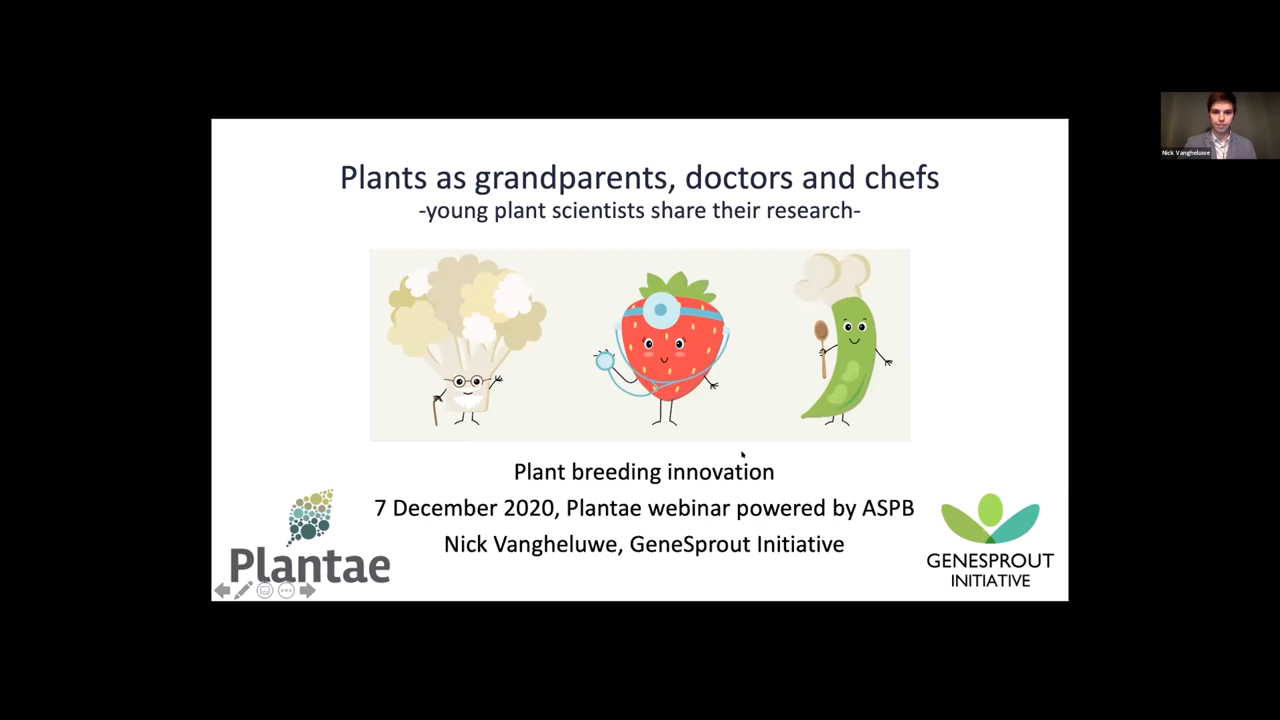 Plants as grandparents, doctors and chefs
-young plant scientists share their research-
Plant breeding innovation
7 December 2020, Plantae webinar powered by ASPB
Nick Vangheluwe, GeneSprout Initiative
Plantae
GENESPROUT
INITIATIVE
Nick Vangheluwe